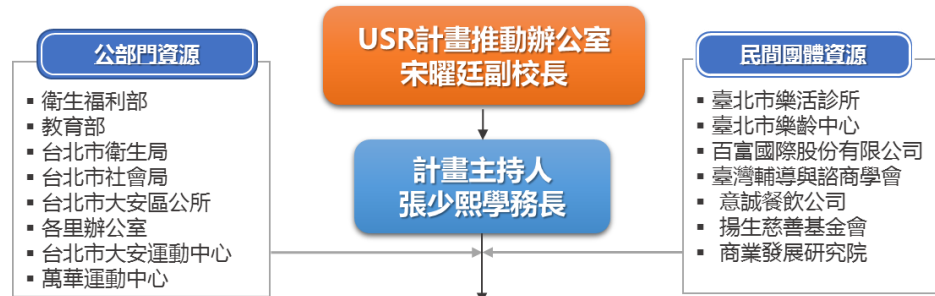 公部門資源
▪ 衛生福利部
▪ 教育部
▪ 台北市衛生局
▪ 台北市社會局
▪ 台北市大安區公所
▪ 各里辦公室
▪ 台北市大安運動中心
▪ 萬華運動中心
USR計畫推動辦公室
宋曜廷副校長
計畫主持人
張少熙學務長
民間團體資源
▪ 臺北市樂活診所
▪ 臺北市樂齡中心
▪ 百富國際股份有限公司
▪ 臺灣輔導與諮商學會
▪ 意誠餐飲公司
▪ 揚生慈善基金會
▪ 商業發展研究院